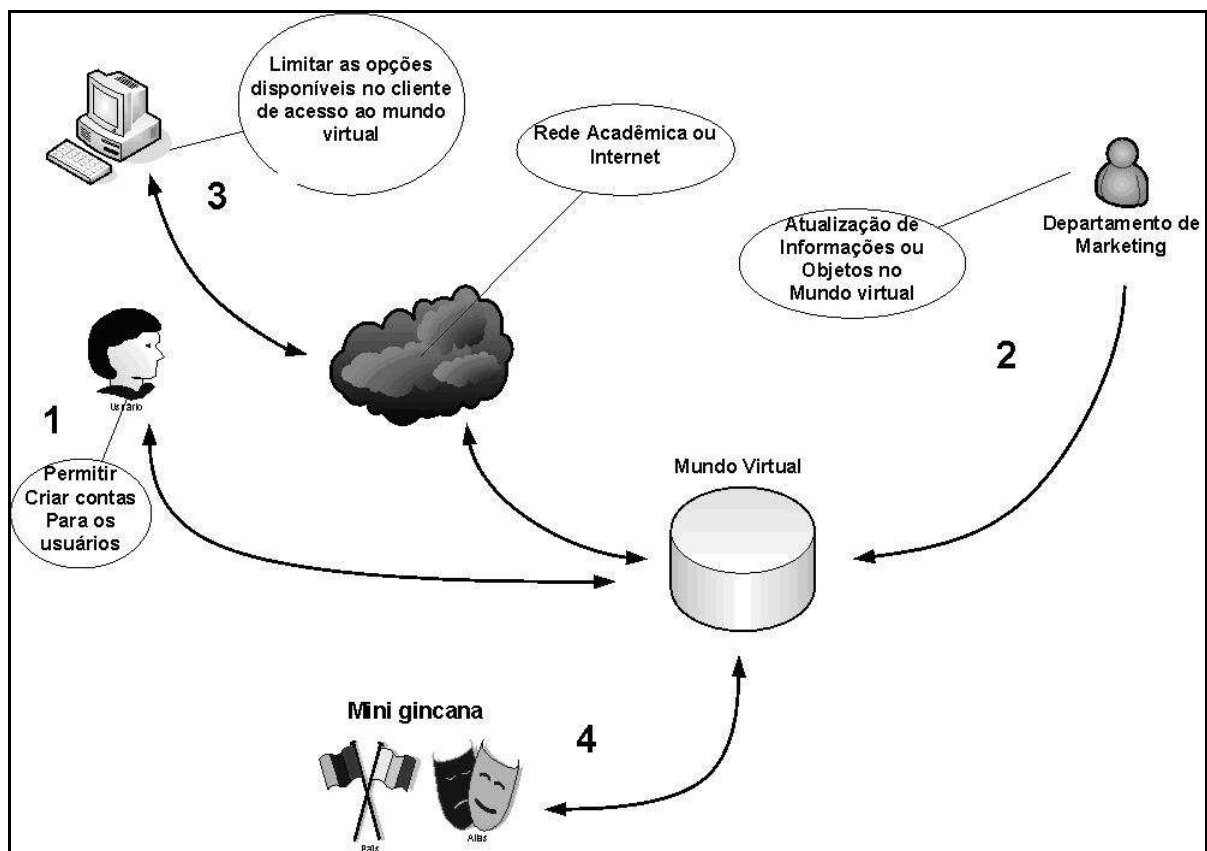 Limitar as opções
disponíveis no cliente
de acesso ao mundo
virtual
Rede Acadêmica ou
Internet
3
Atualização de
Informações ou
Objetos no
Mundo virtual
Departamento de
Marketing
2
Usuário
1
Permitir
Criar contas
Para os
usuários
Mundo Virtual
Mini gincana
4
País